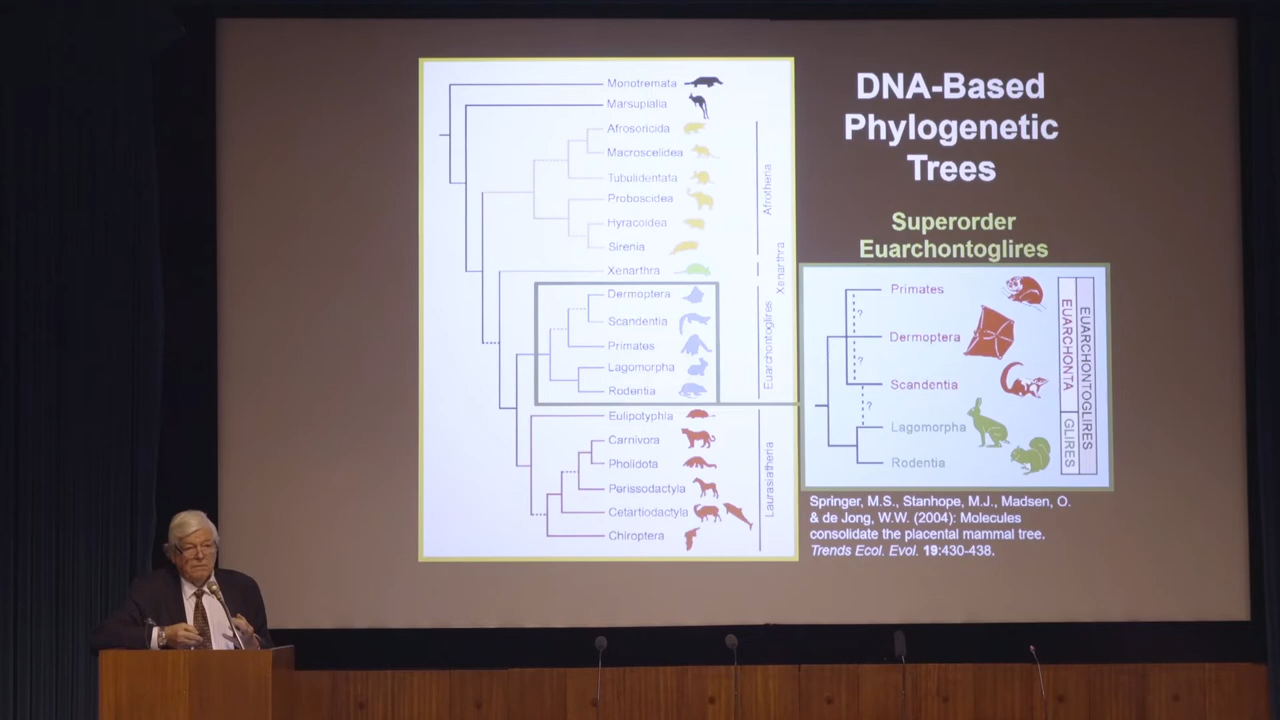 Monotremata
Marsupialia
Afrosoricida
Macroscelidea
Tubulidentata
Proboscidea
Hyracoidea
Sirenia
Xenarthra
Dermoptera
Scandentia
Primates
Lagomorpha
Rodentia
Eulipotyphla
Carnivora
Pholidota
Perissodactyla
Cetartiodactyla
Chiroptera
Afrotheria
Xenarthra
Euarchontoglires
Laurasiatheria
DNA-Based
Phylogenetic
Trees
Superorder
Euarchontoglires
Primates
?
Dermoptera
?
Scandentia
?
Lagomorpha
Rodentia
EUARCHONTA
GLIRES
EUARCHONTOGLIRES
Springer, M.S., Stanhope, M.J., Madsen, O.
& de Jong, W.W. (2004): Molecules
consolidate the placental mammal tree.
Trends Ecol. Evol. 19:430-438.